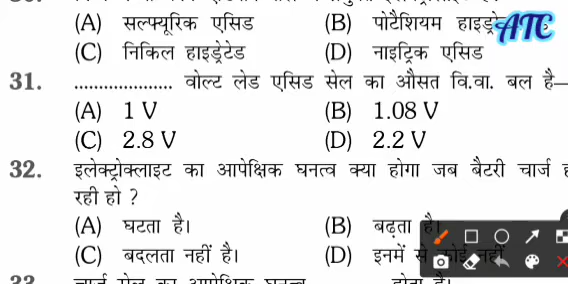 (A) सल्फ्यूरिक एसिड (B) पोटैशियम
ATC
(C) निकिल हाइड्रेटेड (D) नाइट्रिक एसिड
31. .................... वोल्ट लेड एसिड सेल का औसत वि.वा. बल है—
(A) 1 V (B) 1.08 V
(C) 2.8 V (D) 2.2 V
32. इलेक्ट्रोक्लाइट का आपेक्षिक घनत्व क्या होगा जब बैटरी चार्ज
रही हो ?
(A) घटता है। (B) बढ़ता है।
(C) बदलता नहीं है। (D) इनमें से कोई नहीं